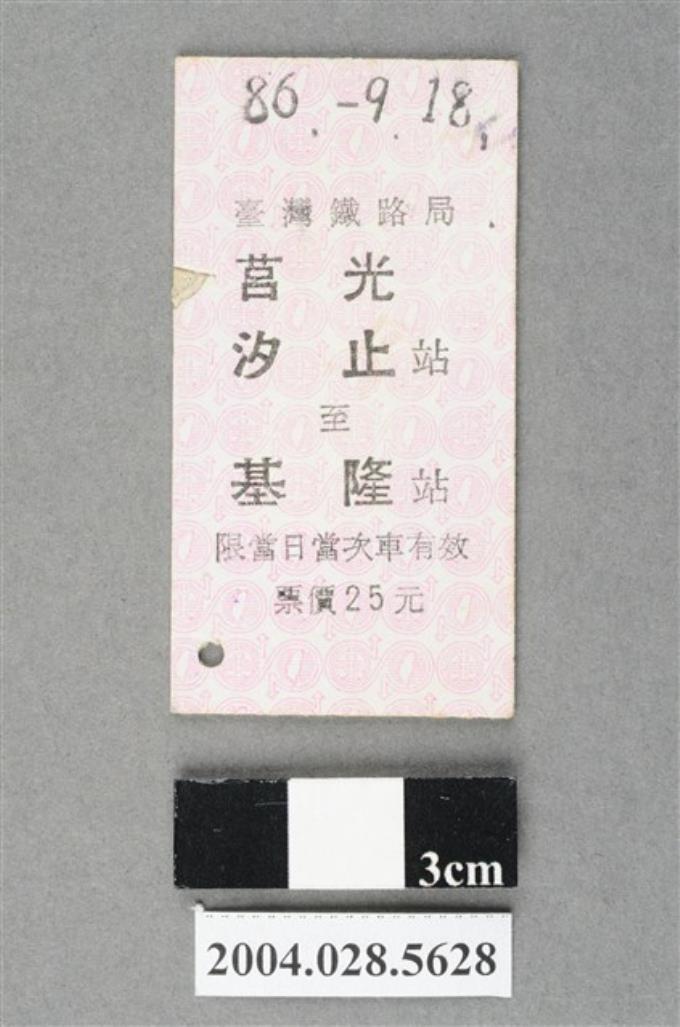 86.-9.18.
臺灣鐵路局
莒光
汐止站
至
基隆站
限當日當次車有效
票價25元
3cm
2004.028.5628